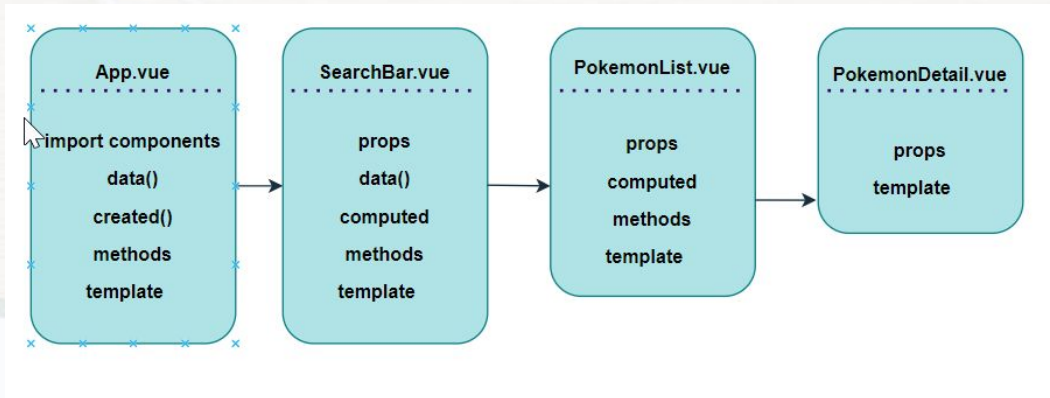 App.vue
import components
data()
created()
methods
template
SearchBar.vue
props
data()
computed
methods
template
PokemonList.vue
props
computed
methods
template
PokemonDetail.vue
props
template